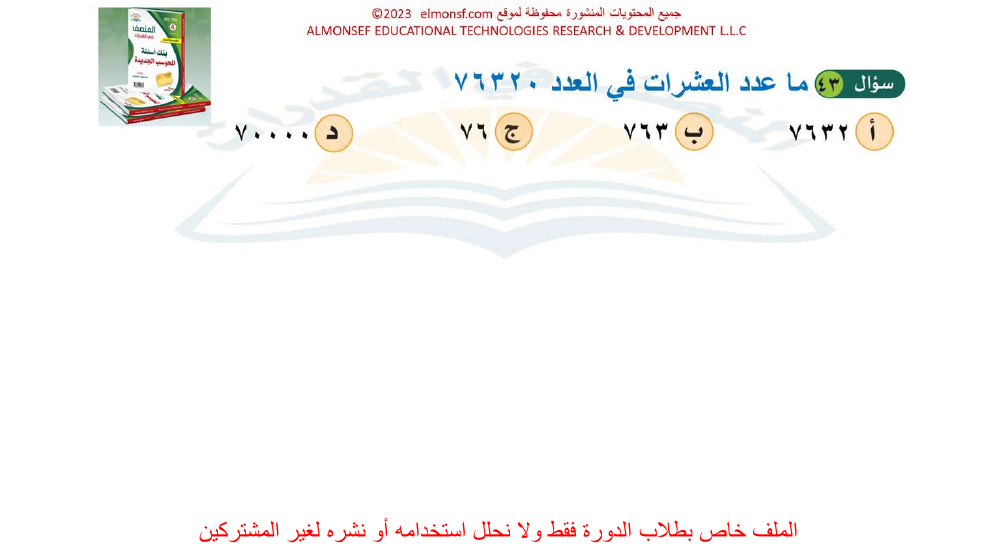 جميع المحتويات المنشورة محفوظة لموقع elmonsf.com ©2023
ALMONSEF EDUCATIONAL TECHNOLOGIES RESEARCH & DEVELOPMENT L.L.C
سؤال ٤٣ ما عدد العشرات في العدد ٧٦٣٢٠
أ ٧٦٣٢ ب ٧٦٣ ج ٧٦ د ٧٠٠٠٠
المنصف
بنك أسئلة
المحوسب الجديدة
الملف خاص بطلاب الدورة فقط ولا نحلل استخدامه أو نشره لغير المشتركين